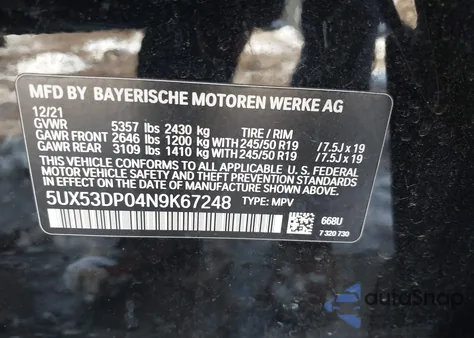 MFD BY BAYERISCHE MOTOREN WERKE AG
12/21
GVWR 5357 lbs 2430 kg TIRE / RIM
GAWR FRONT 2646 lbs 1200 kg WITH 245/50 R19 / 7.5J x 19
GAWR REAR 3109 lbs 1410 kg WITH 245/50 R19 / 7.5J x 19
THIS VEHICLE CONFORMS TO ALL APPLICABLE U.S. FEDERAL
MOTOR VEHICLE SAFETY STANDARDS IN EFFECT ON THE
DATE OF MANUFACTURE SHOWN ABOVE.
5UX53DP04N9K67248 TYPE: MPV
668U
7 320 730
autoSnap